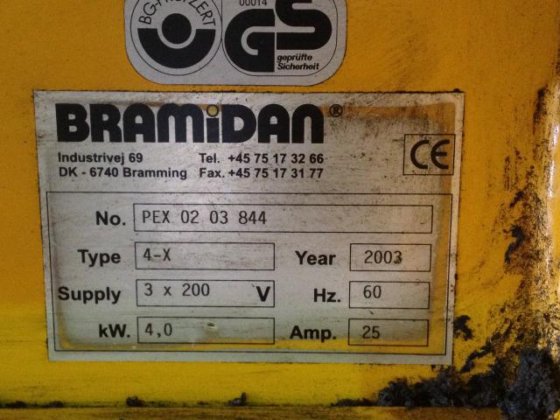 00014
GS
geprüfte
Sicherheit
BRAMiDAN®
Industrivej 69 Tel. +45 75 17 32 66
DK - 6740 Bramming Fax. +45 75 17 31 77
CE
No. PEX 02 03 844
Type 4-X Year 2003
Supply 3 x 200 V Hz. 60
kW. 4,0 Amp. 25